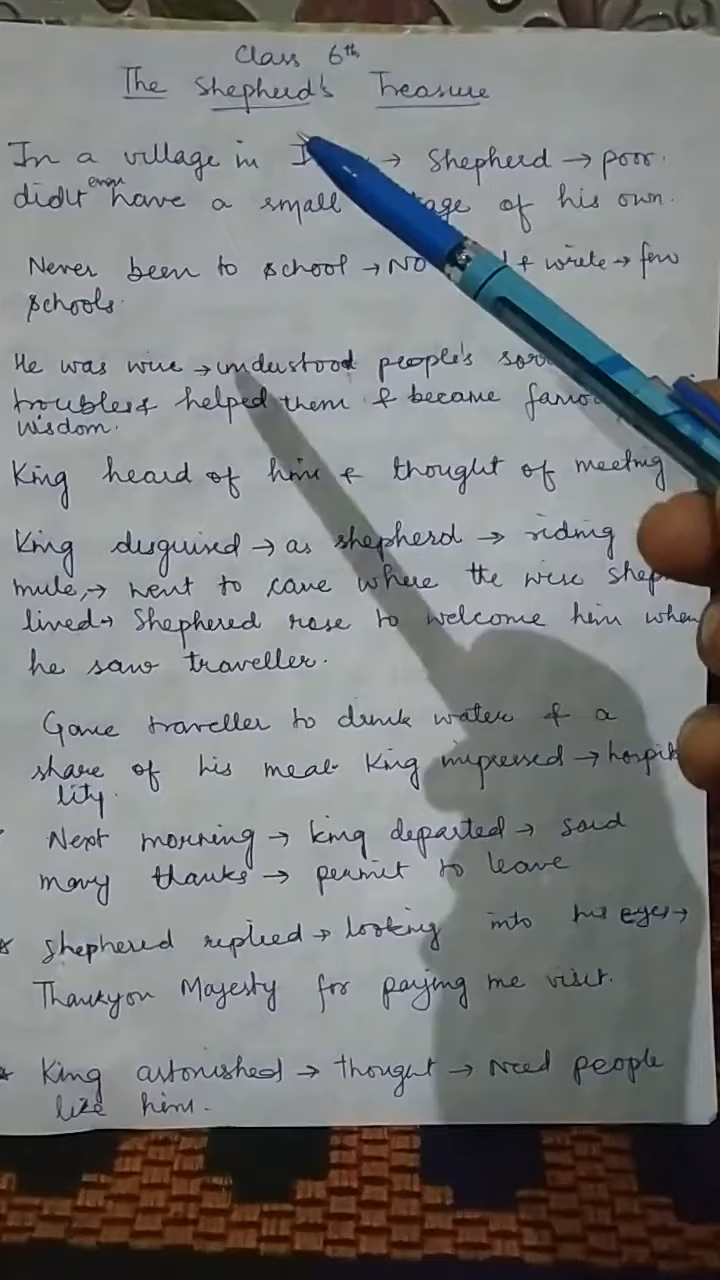 Class 6th
The Shepherd's Treasure
In a village in → Shepherd → poor.
didn't even have a small of his own.
Never been to school → No + write → few
schools.
He was wise → understood people's
troubles & helped them & became
wisdom.
King heard of him & thought of meeting
King disguised → as shepherd → riding
mule, → went to cave where the wise
lived → Shephered rose to welcome him when
he saw traveller.
Gave traveller to drink water & a
share of his meal. King impressed →
lity.
Next morning → King departed → said
many thanks → permit to leave
* Shephered replied → looking into his eyes →
Thankyou Majesty for paying me visit.
* King astonished → thought → Need people
like him.